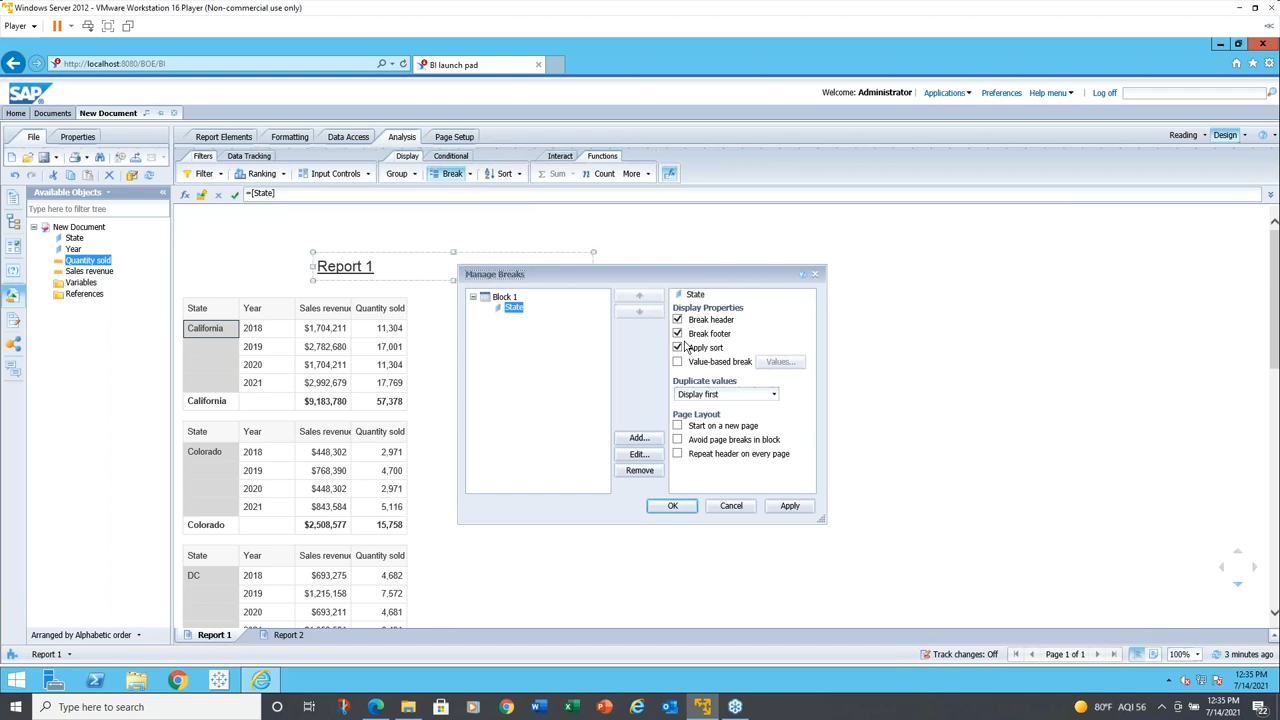 Windows Server 2012 - VMware Workstation 16 Player (Non-commercial use only)
Player
http://localhost:8080/BOE/BI
BI launch pad
SAP
Welcome: Administrator
Applications
Preferences
Help menu
Log off
Home
Documents
New Document
File
Properties
Report Elements
Formatting
Data Access
Analysis
Page Setup
Reading
Design
Filters
Data Tracking
Display
Conditional
Interact
Functions
Filter
Ranking
Input Controls
Group
Break
Sort
Sum
Count
More
Available Objects
=[State]
Type here to filter tree
New Document
State
Year
Quantity sold
Sales revenue
Variables
References
Report 1
State Year Sales revenue Quantity sold
California 2018 $1,704,211 11,304
2019 $2,782,680 17,001
2020 $1,704,211 11,304
2021 $2,992,679 17,769
California $9,183,780 57,378
State Year Sales revenue Quantity sold
Colorado 2018 $448,302 2,971
2019 $768,390 4,700
2020 $448,302 2,971
2021 $843,584 5,116
Colorado $2,508,577 15,758
State Year Sales revenue Quantity sold
DC 2018 $693,275 4,682
2019 $1,215,158 7,572
2020 $693,211 4,681
Manage Breaks
Block 1
State
Add...
Edit...
Remove
State
Display Properties
Break header
Break footer
Apply sort
Value-based break
Values...
Duplicate values
Display first
Page Layout
Start on a new page
Avoid page breaks in block
Repeat header on every page
OK
Cancel
Apply
Arranged by Alphabetic order
Report 1
Report 2
Report 1
Track changes: Off
Page 1 of 1
100%
3 minutes ago
12:35 PM
7/14/2021
Type here to search
80°F AQI 56
12:35 PM
7/14/2021
22